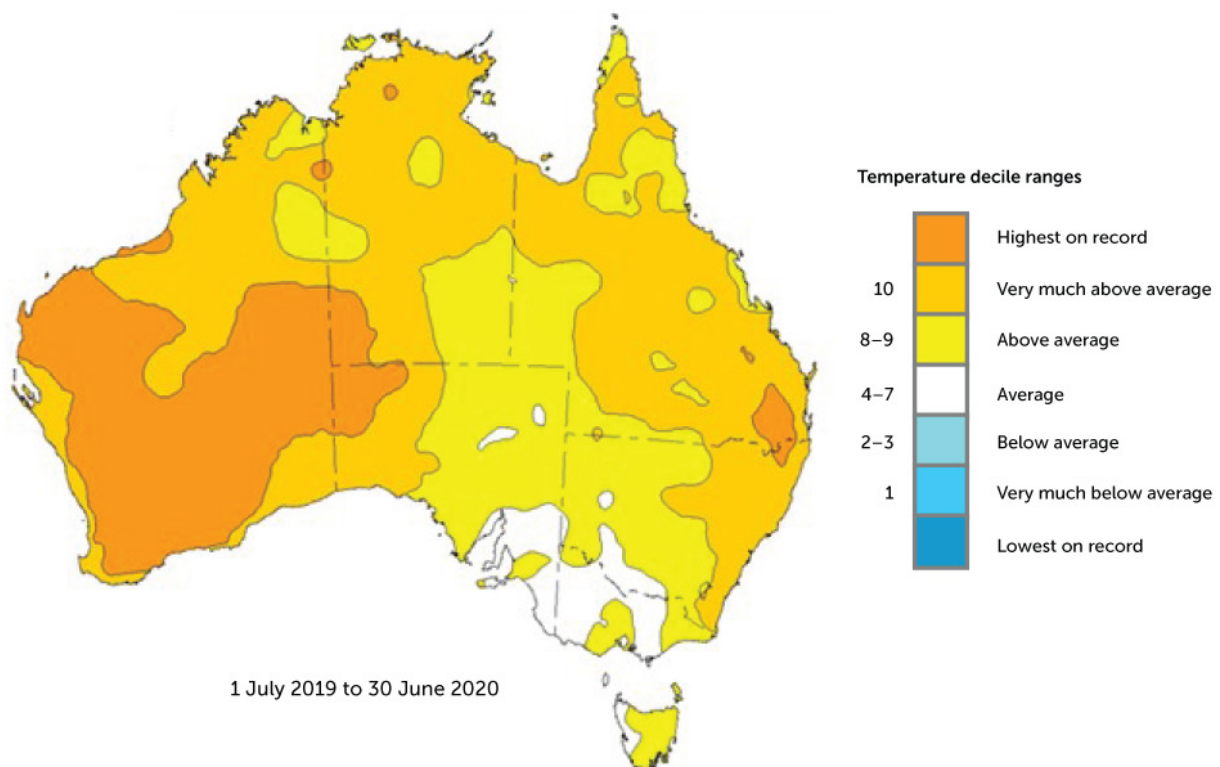 Temperature decile ranges
Highest on record
10 Very much above average
8–9 Above average
4–7 Average
2–3 Below average
1 Very much below average
Lowest on record
1 July 2019 to 30 June 2020